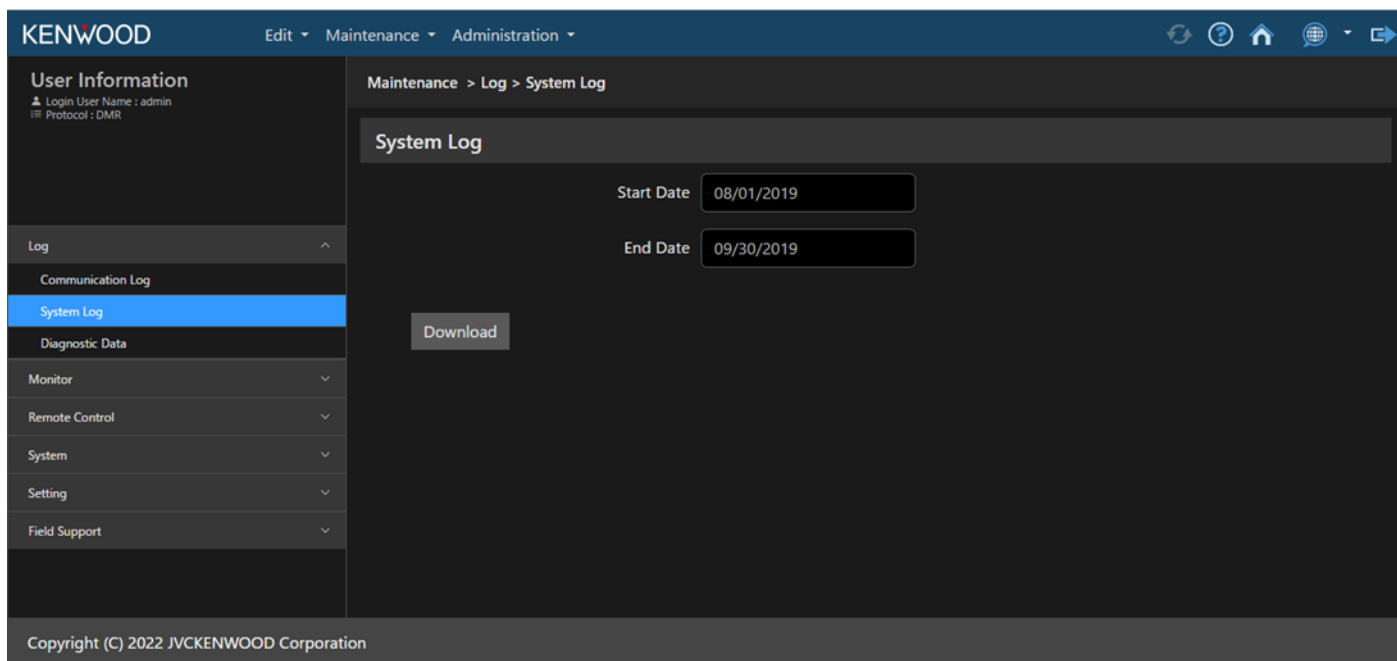 KENWOOD Edit Maintenance Administration
User Information
Login User Name : admin
Protocol : DMR
Maintenance > Log > System Log
System Log
Start Date 08/01/2019
End Date 09/30/2019
Download
Log
Communication Log
System Log
Diagnostic Data
Monitor
Remote Control
System
Setting
Field Support
Copyright (C) 2022 JVCKENWOOD Corporation